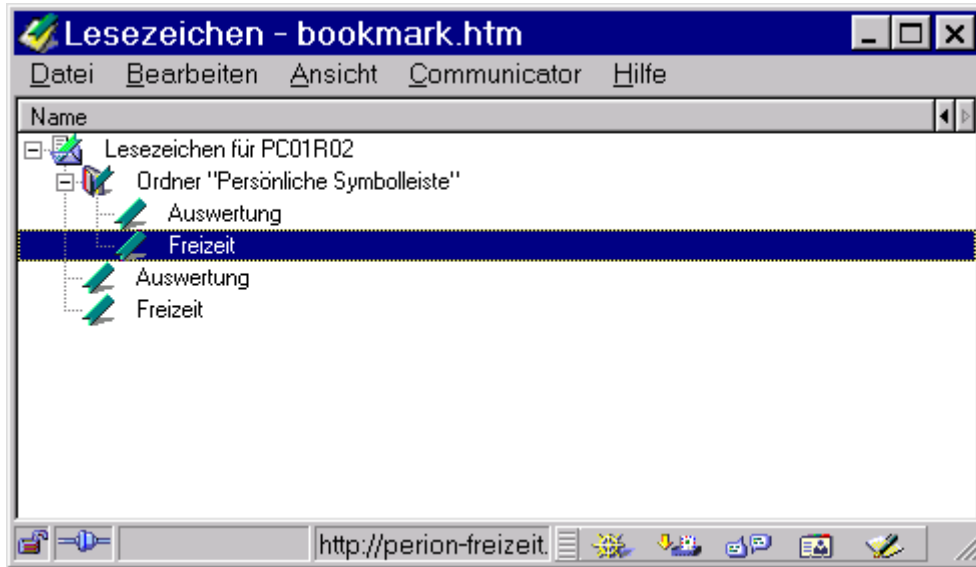 Lesezeichen - bookmark.htm
Datei Bearbeiten Ansicht Communicator Hilfe
Name
Lesezeichen für PC01R02
Ordner "Persönliche Symbolleiste"
Auswertung
Freizeit
Auswertung
Freizeit
http://perion-freizeit.